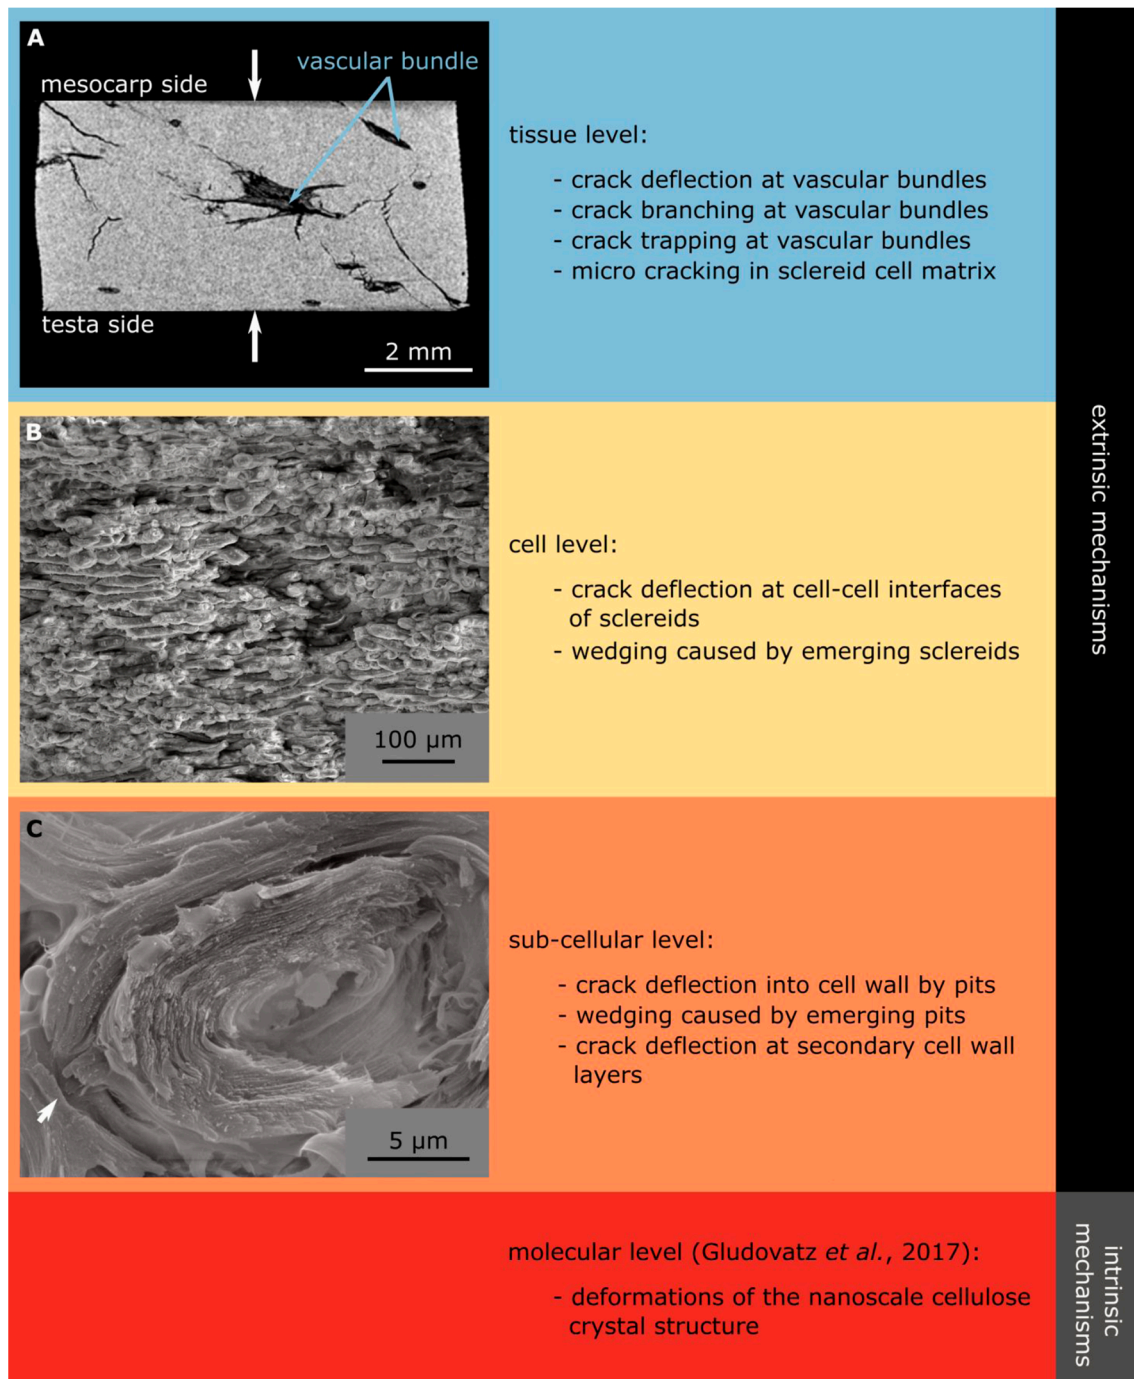 A
vascular bundle
mesocarp side
testa side
2 mm
tissue level:
- crack deflection at vascular bundles
- crack branching at vascular bundles
- crack trapping at vascular bundles
- micro cracking in sclereid cell matrix
B
100 µm
cell level:
- crack deflection at cell-cell interfaces
of sclereids
- wedging caused by emerging sclereids
C
5 µm
sub-cellular level:
- crack deflection into cell wall by pits
- wedging caused by emerging pits
- crack deflection at secondary cell wall
layers
extrinsic mechanisms
molecular level (Gludovatz et al., 2017):
- deformations of the nanoscale cellulose
crystal structure
intrinsic
mechanisms